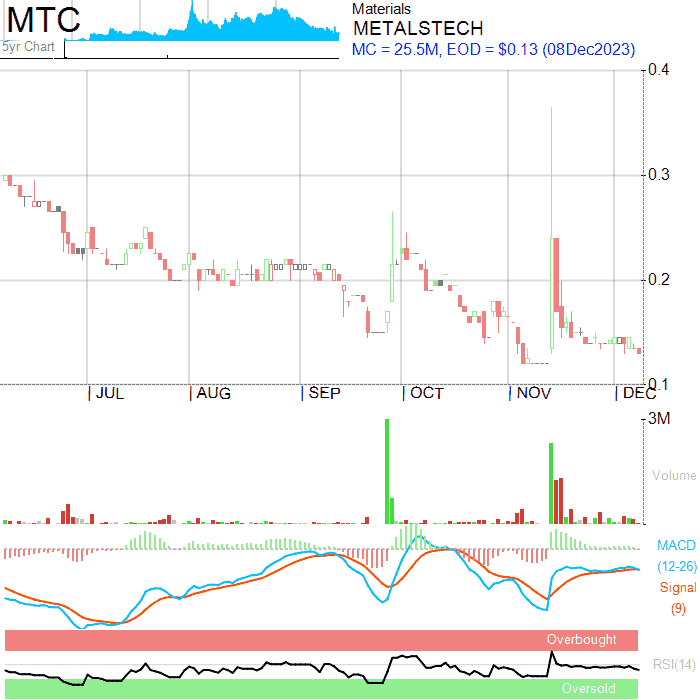 MTC
5yr Chart
Materials
METALSTECH
MC = 25.5M, EOD = $0.13 (08Dec2023)
0.4
0.3
0.2
0.1
JUL AUG SEP OCT NOV DEC
3M
Volume
MACD
(12-26)
Signal
(9)
Overbought
RSI(14)
Oversold